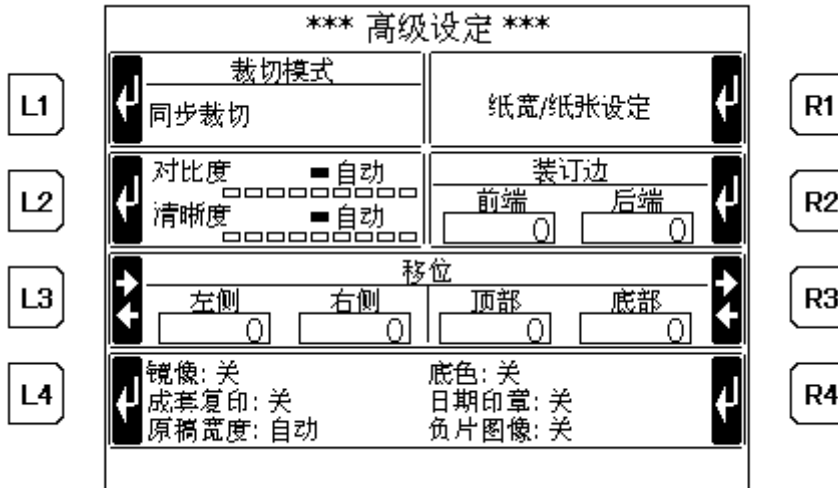 *** 高级设定 ***
L1
裁切模式
同步裁切
纸宽/纸张设定
R1
L2
对比度 自动
清晰度 自动
装订边
前端 后端
0 0
R2
L3
移位
左侧 右侧 顶部 底部
0 0 0 0
R3
L4
镜像: 关
成套复印: 关
原稿宽度: 自动
底色: 关
日期印章: 关
负片图像: 关
R4